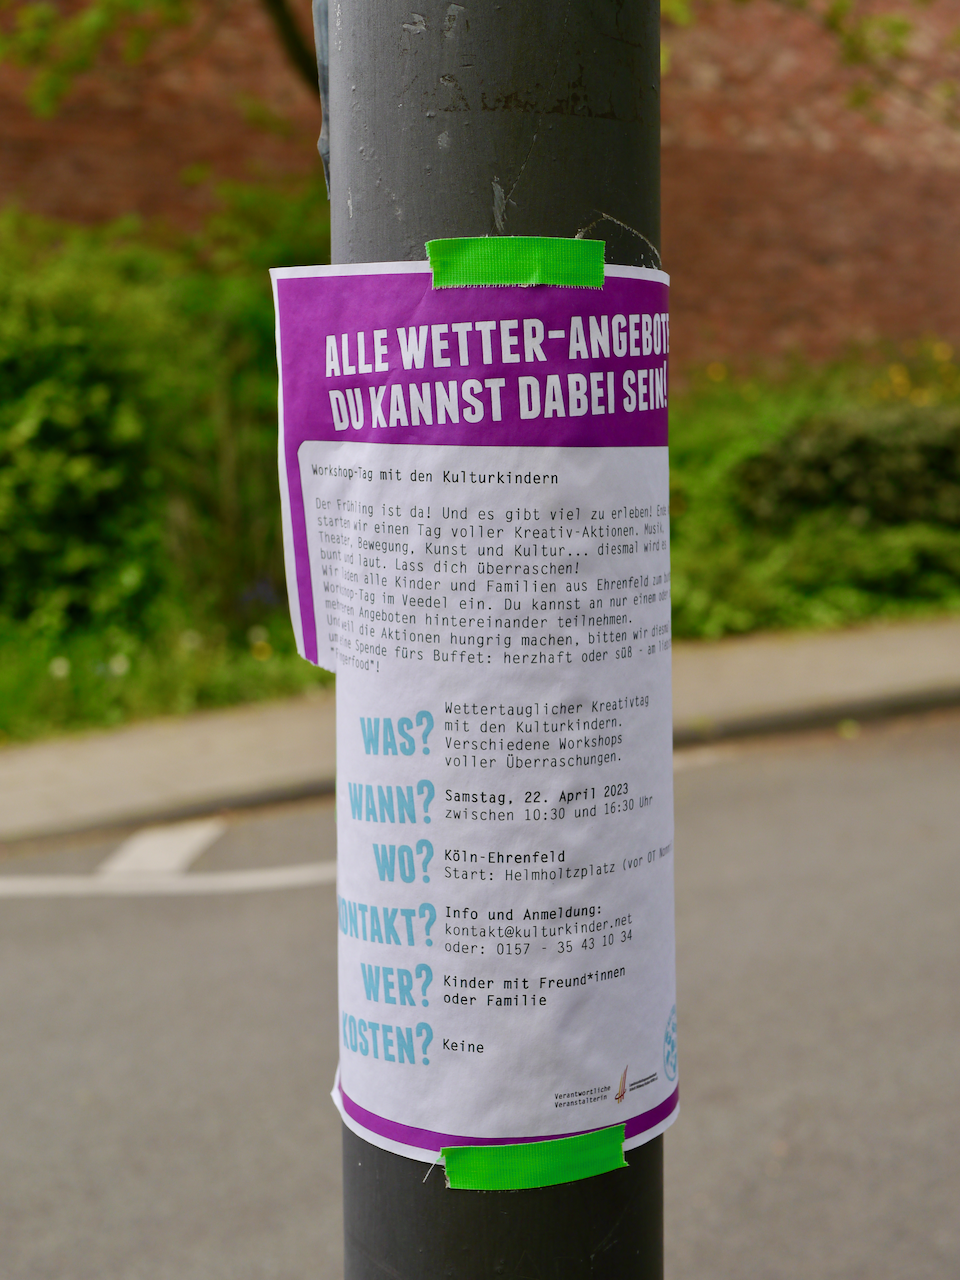 ALLE WETTER-ANGEBOTE
DU KANNST DABEI SEIN!
Workshop-Tag mit den Kulturkindern
Der Frühling ist da! Und es gibt viel zu erleben! Ende
starten wir einen Tag voller Kreativ-Aktionen. Musik,
Theater, Bewegung, Kunst und Kultur... diesmal wird es
bunt und laut. Lass dich überraschen!
Wir laden alle Kinder und Familien aus Ehrenfeld zum
Workshop-Tag im Veedel ein. Du kannst an nur einem oder
mehreren Angeboten hintereinander teilnehmen.
Und weil die Aktionen hungrig machen, bitten wir diesmal
um eine Spende fürs Buffet: herzhaft oder süß - am
"Fingerfood"!
WAS?
Wettertauglicher Kreativtag
mit den Kulturkindern.
Verschiedene Workshops
voller Überraschungen.
WANN?
Samstag, 22. April 2023
zwischen 10:30 und 16:30 Uhr
WO?
Köln-Ehrenfeld
Start: Helmholtzplatz (vor OT
KONTAKT?
Info und Anmeldung:
kontakt@kulturkinder.net
oder: 0157 - 35 43 10 34
WER?
Kinder mit Freund*innen
oder Familie
KOSTEN?
Keine
Verantwortliche
Veranstalterin